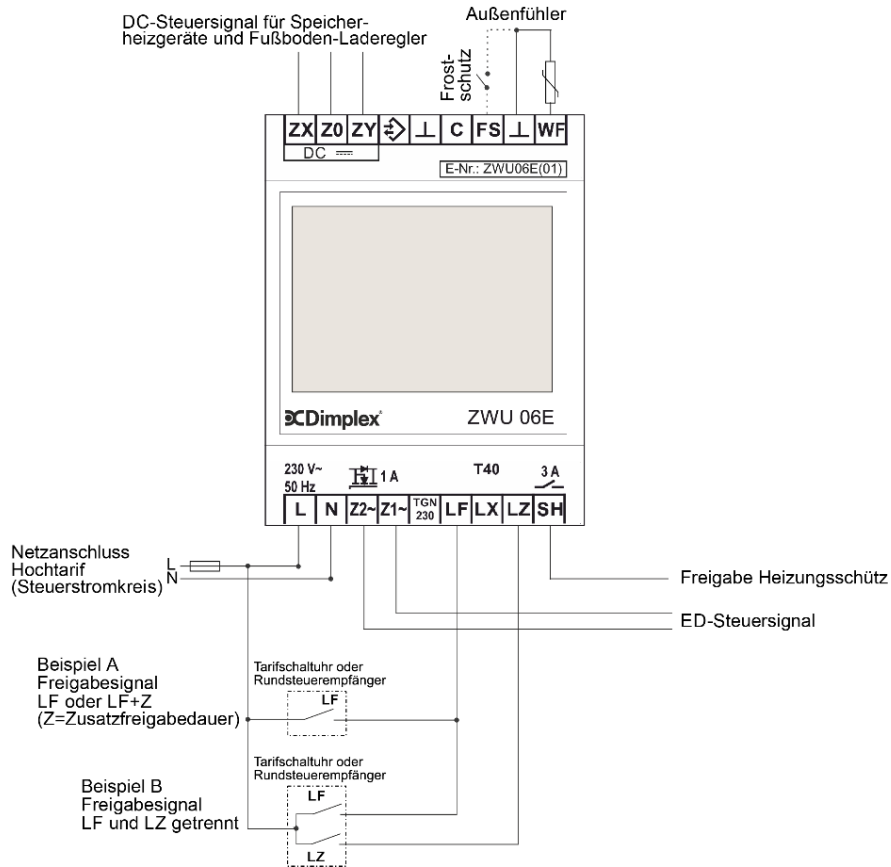 DC-Steuersignal für Speicher-
heizgeräte und Fußboden-Laderegler
Außenfühler
Frost-
schutz
ZX Z0 ZY ⊥ C FS ⊥ WF
DC
E-Nr.: ZWU06E(01)
Dimplex
ZWU 06E
230 V~
50 Hz
1 A
T40
3 A
L N Z2~ Z1~ TGN 230 LF LX LZ SH
Netzanschluss
Hochtarif
(Steuerstromkreis)
L
N
Freigabe Heizungsschütz
ED-Steuersignal
Beispiel A
Freigabesignal
LF oder LF+Z
(Z=Zusatzfreigabedauer)
Tarifschaltuhr oder
Rundsteuerempfänger
LF
Beispiel B
Freigabesignal
LF und LZ getrennt
Tarifschaltuhr oder
Rundsteuerempfänger
LF
LZ